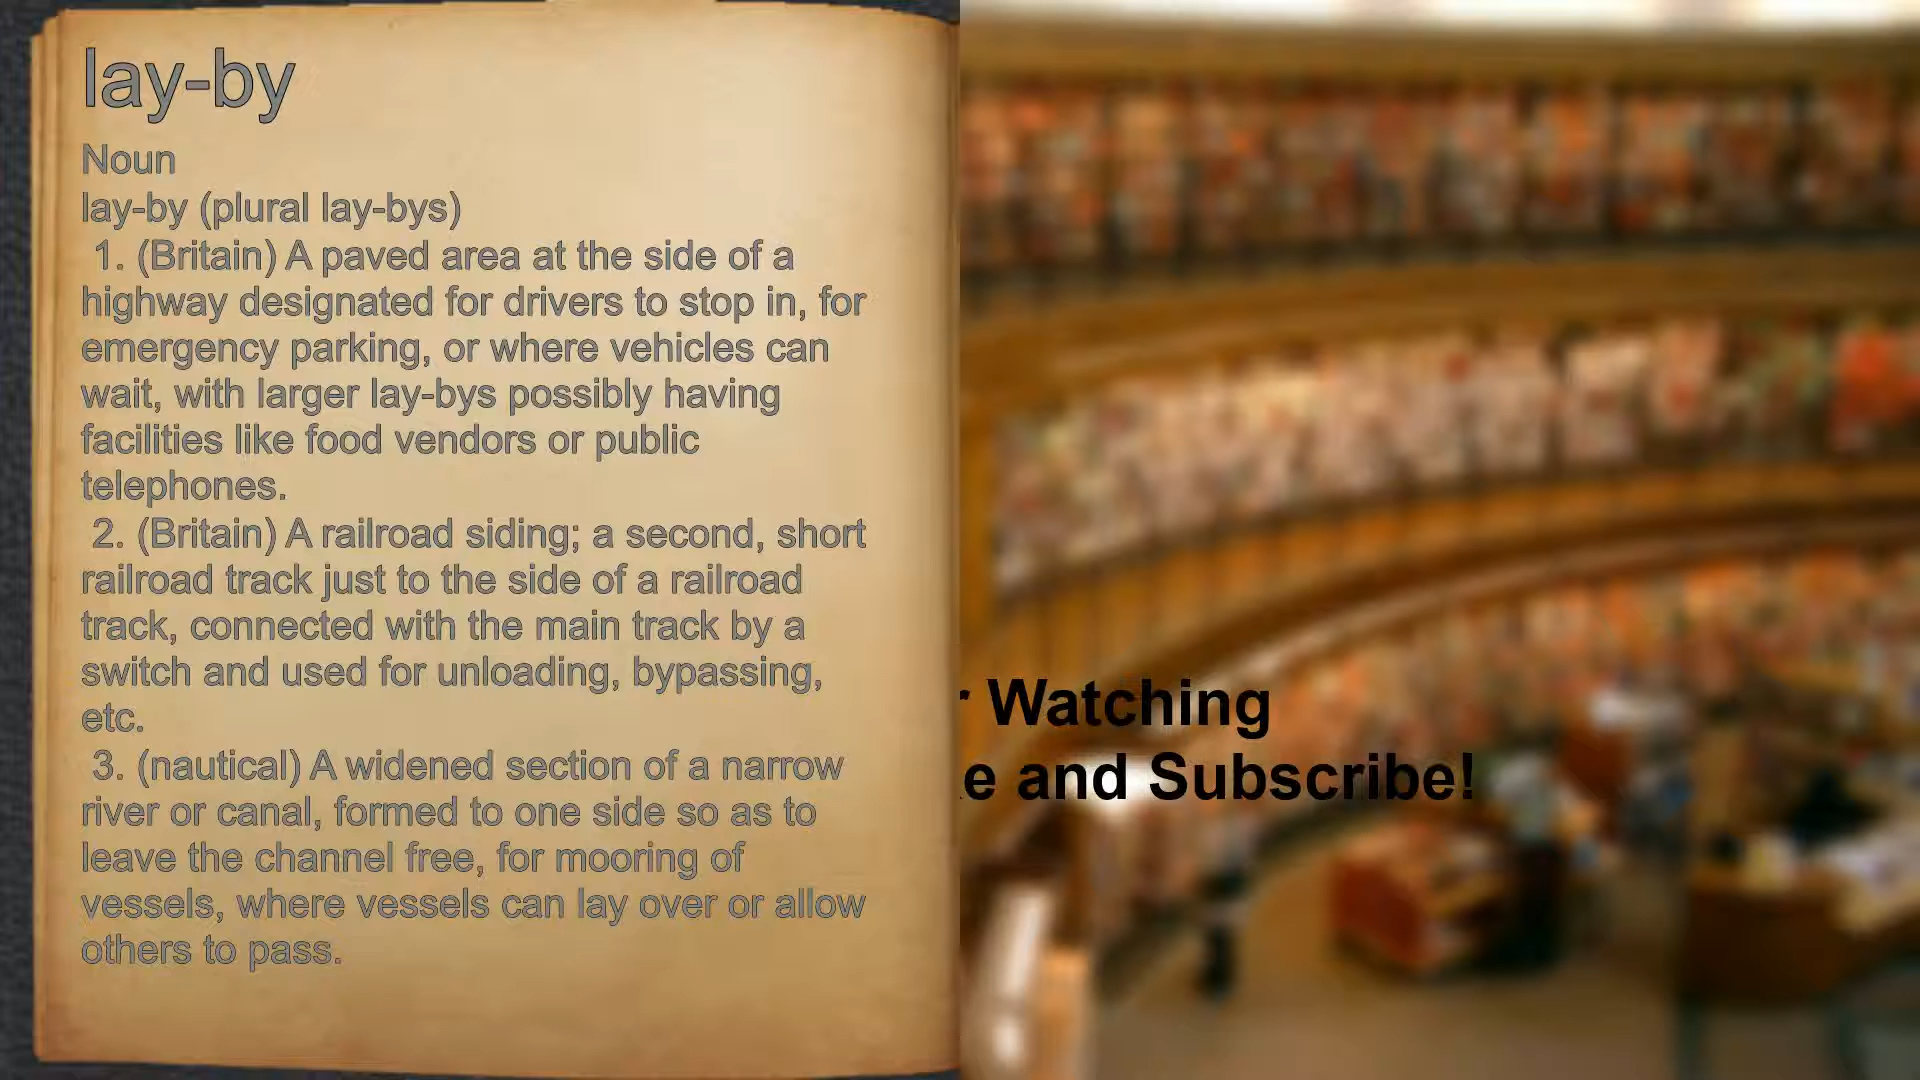 lay-by
Noun
lay-by (plural lay-bys)
1. (Britain) A paved area at the side of a
highway designated for drivers to stop in, for
emergency parking, or where vehicles can
wait, with larger lay-bys possibly having
facilities like food vendors or public
telephones.
2. (Britain) A railroad siding; a second, short
railroad track just to the side of a railroad
track, connected with the main track by a
switch and used for unloading, bypassing,
etc.
3. (nautical) A widened section of a narrow
river or canal, formed to one side so as to
leave the channel free, for mooring of
vessels, where vessels can lay over or allow
others to pass.
Watching
and Subscribe!